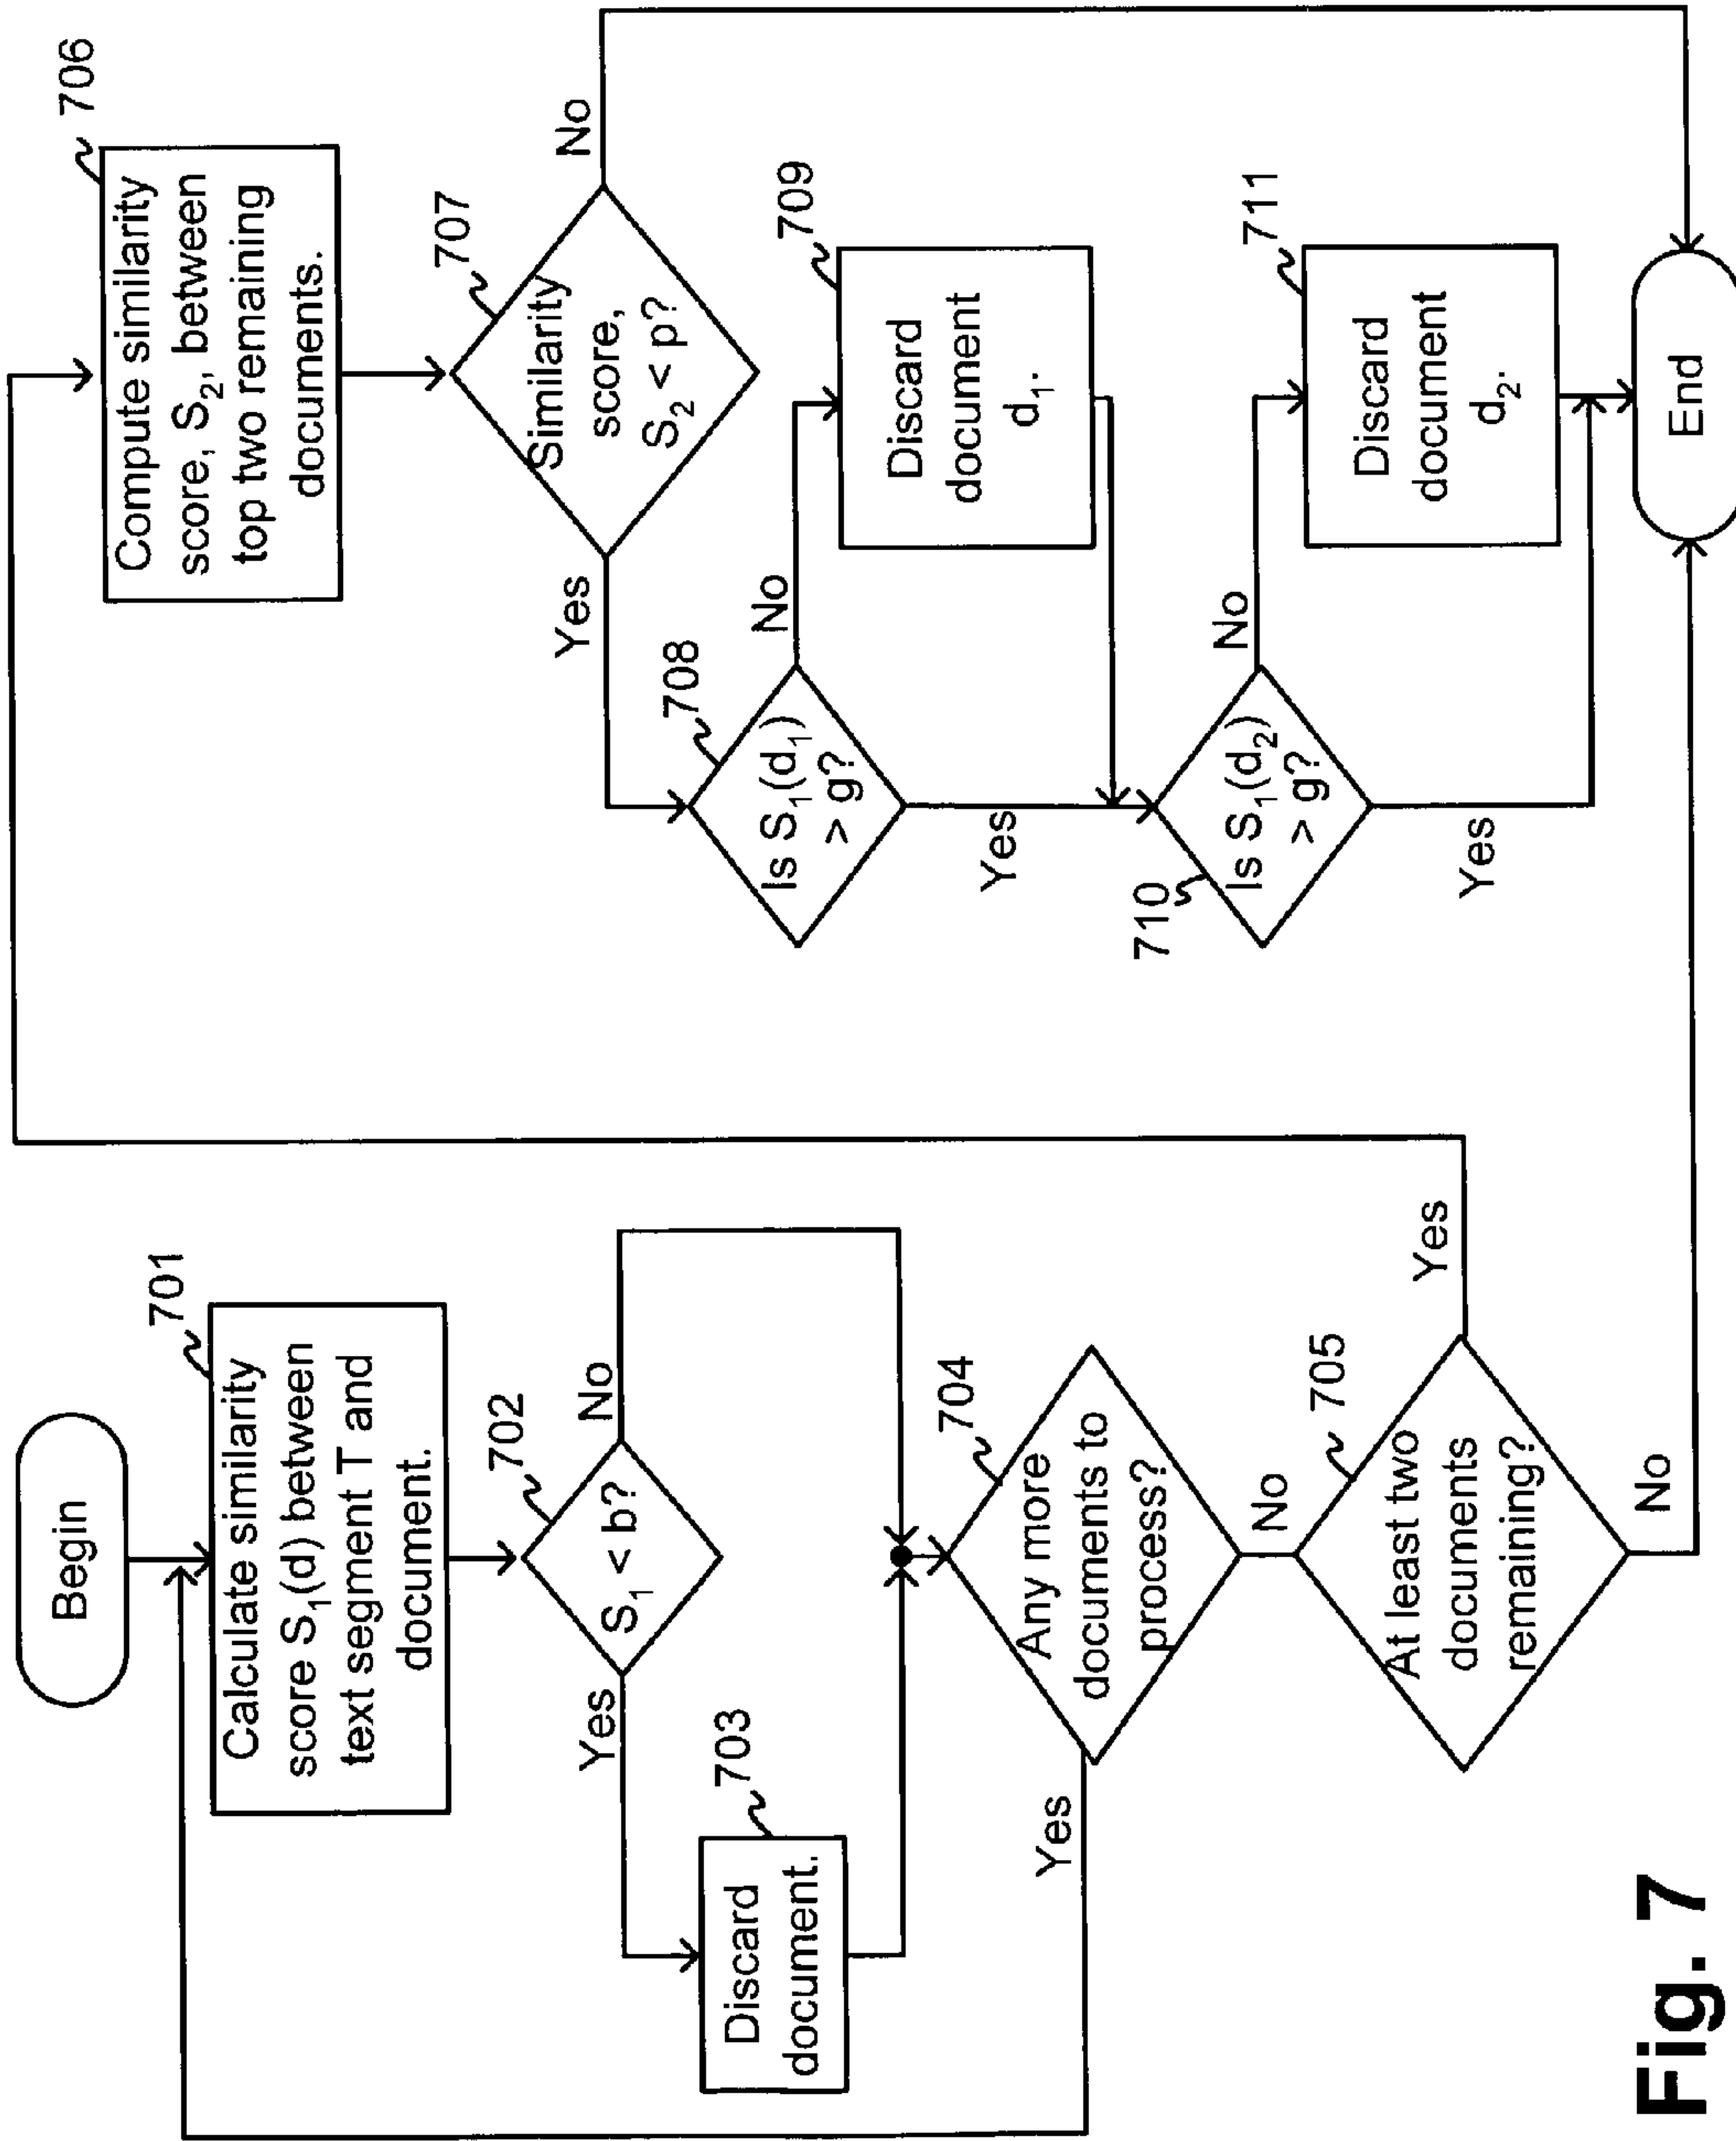 Begin
701
Calculate similarity
score S₁(d) between
text segment T and
document.
702
S₁ < b?
Yes
No
703
Discard
document.
704
Any more
documents to
process?
Yes
No
705
At least two
documents
remaining?
Yes
No
706
Compute similarity
score, S₂, between
top two remaining
documents.
707
Similarity
score,
S₂ < p?
Yes
No
708
Is S₁(d₁)
> g?
No
Yes
709
Discard
document
d₁.
710
Is S₁(d₂)
> g?
No
Yes
711
Discard
document
d₂.
End
Fig. 7